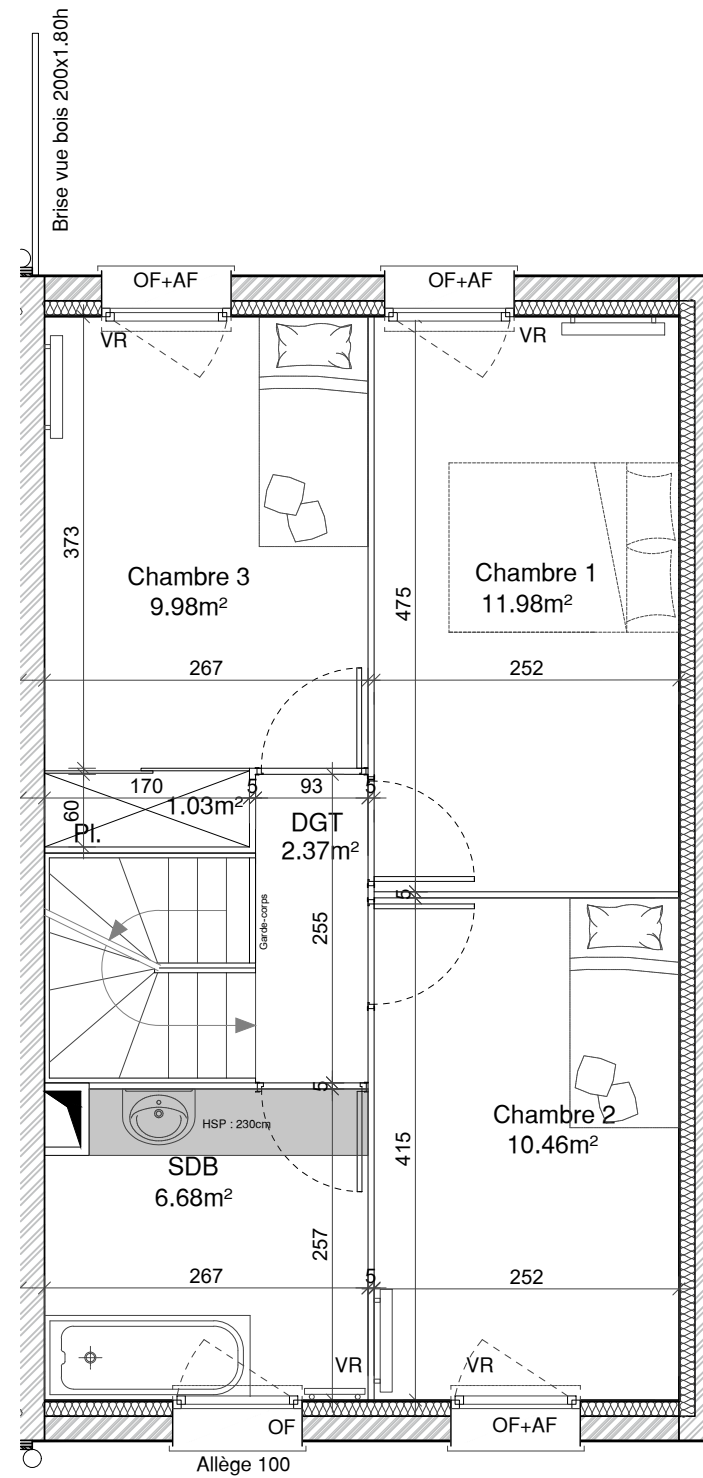 Brise vue bois 200x1.80h
OF+AF
OF+AF
VR
VR
373
Chambre 3
9.98m²
Chambre 1
11.98m²
475
267
252
170
5
93
5
1.03m²
60
Pl.
DGT
2.37m²
Garde-corps
255
5
5
HSP : 230cm
Chambre 2
10.46m²
SDB
6.68m²
415
257
267
5
252
VR
VR
OF
OF+AF
Allège 100